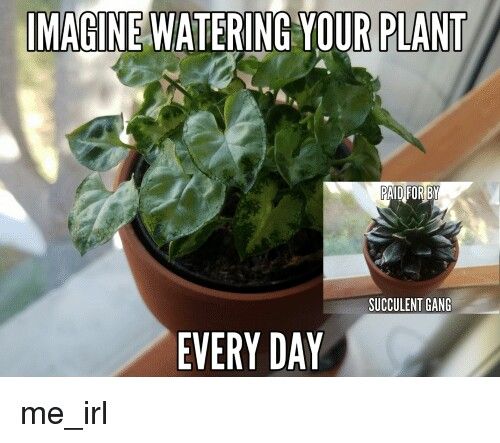 IMAGINE WATERING YOUR PLANT
PAID FOR BY
SUCCULENT GANG
EVERY DAY
me_irl